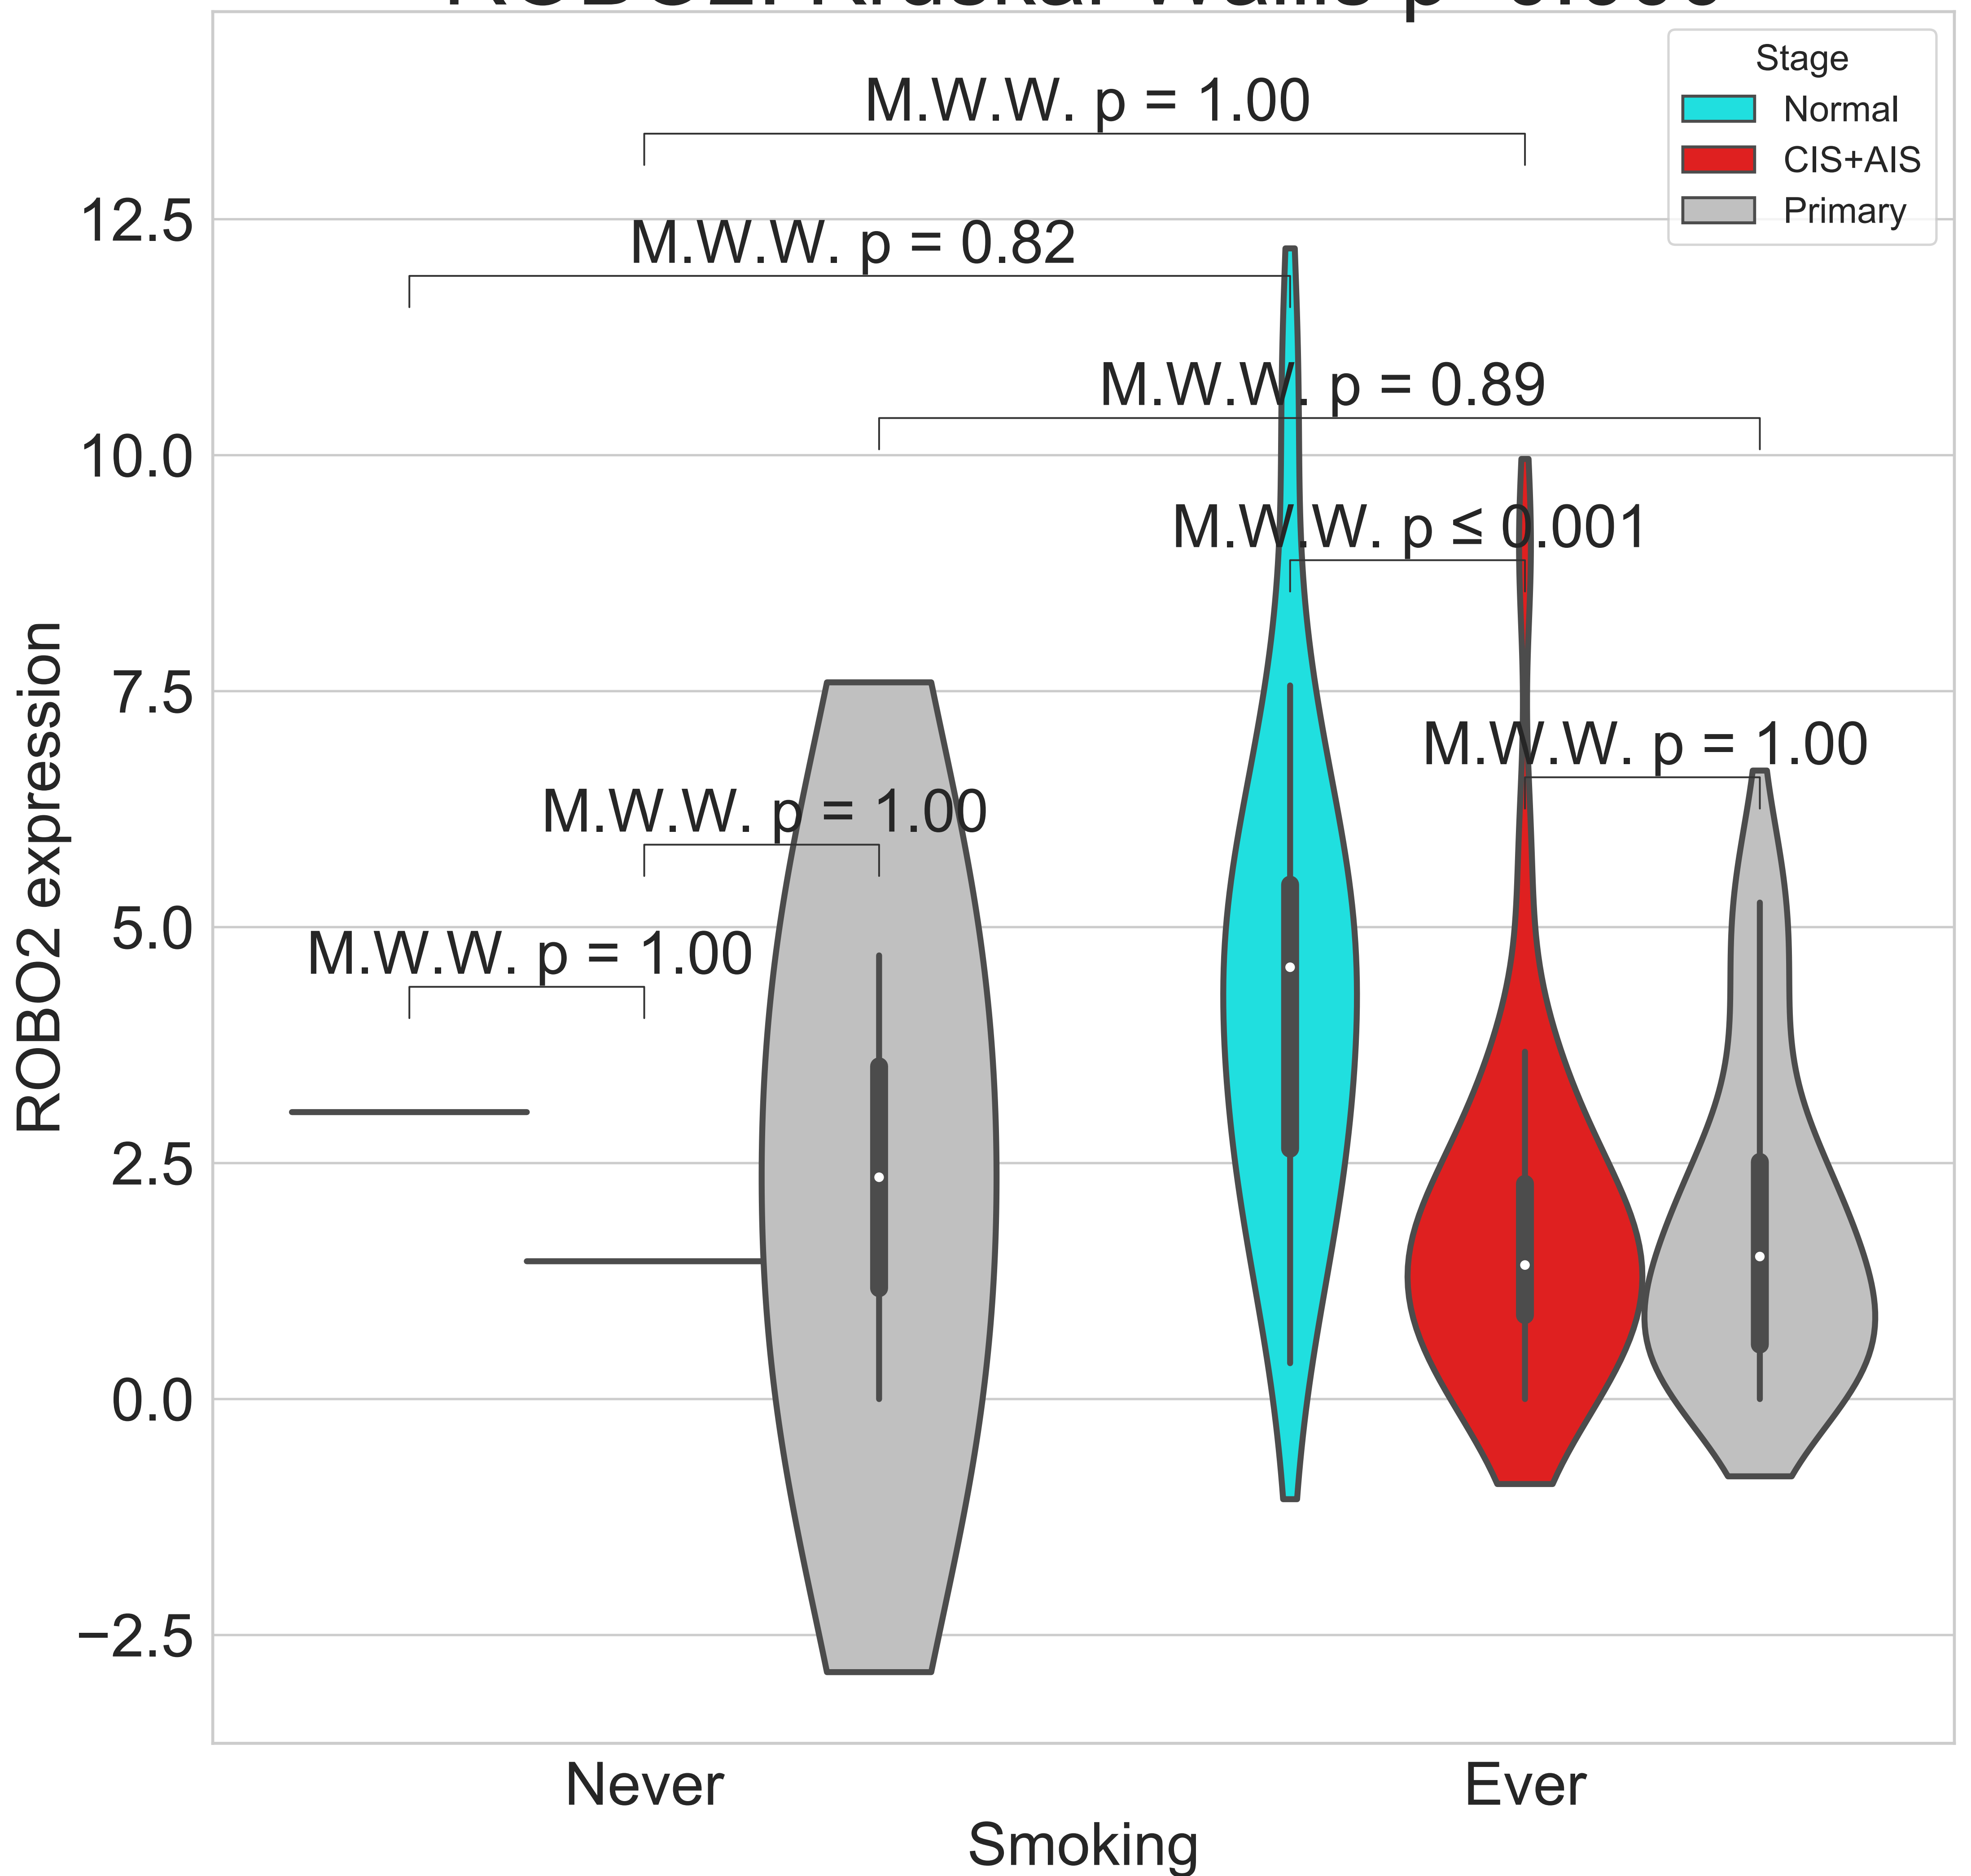 Stage
Normal
CIS+AIS
Primary
M.W.W. p = 1.00
M.W.W. p = 0.82
M.W.W. p = 0.89
M.W.W. p ≤ 0.001
M.W.W. p = 1.00
M.W.W. p = 1.00
M.W.W. p = 1.00
12.5
10.0
7.5
5.0
2.5
0.0
−2.5
ROBO2 expression
Never
Ever
Smoking